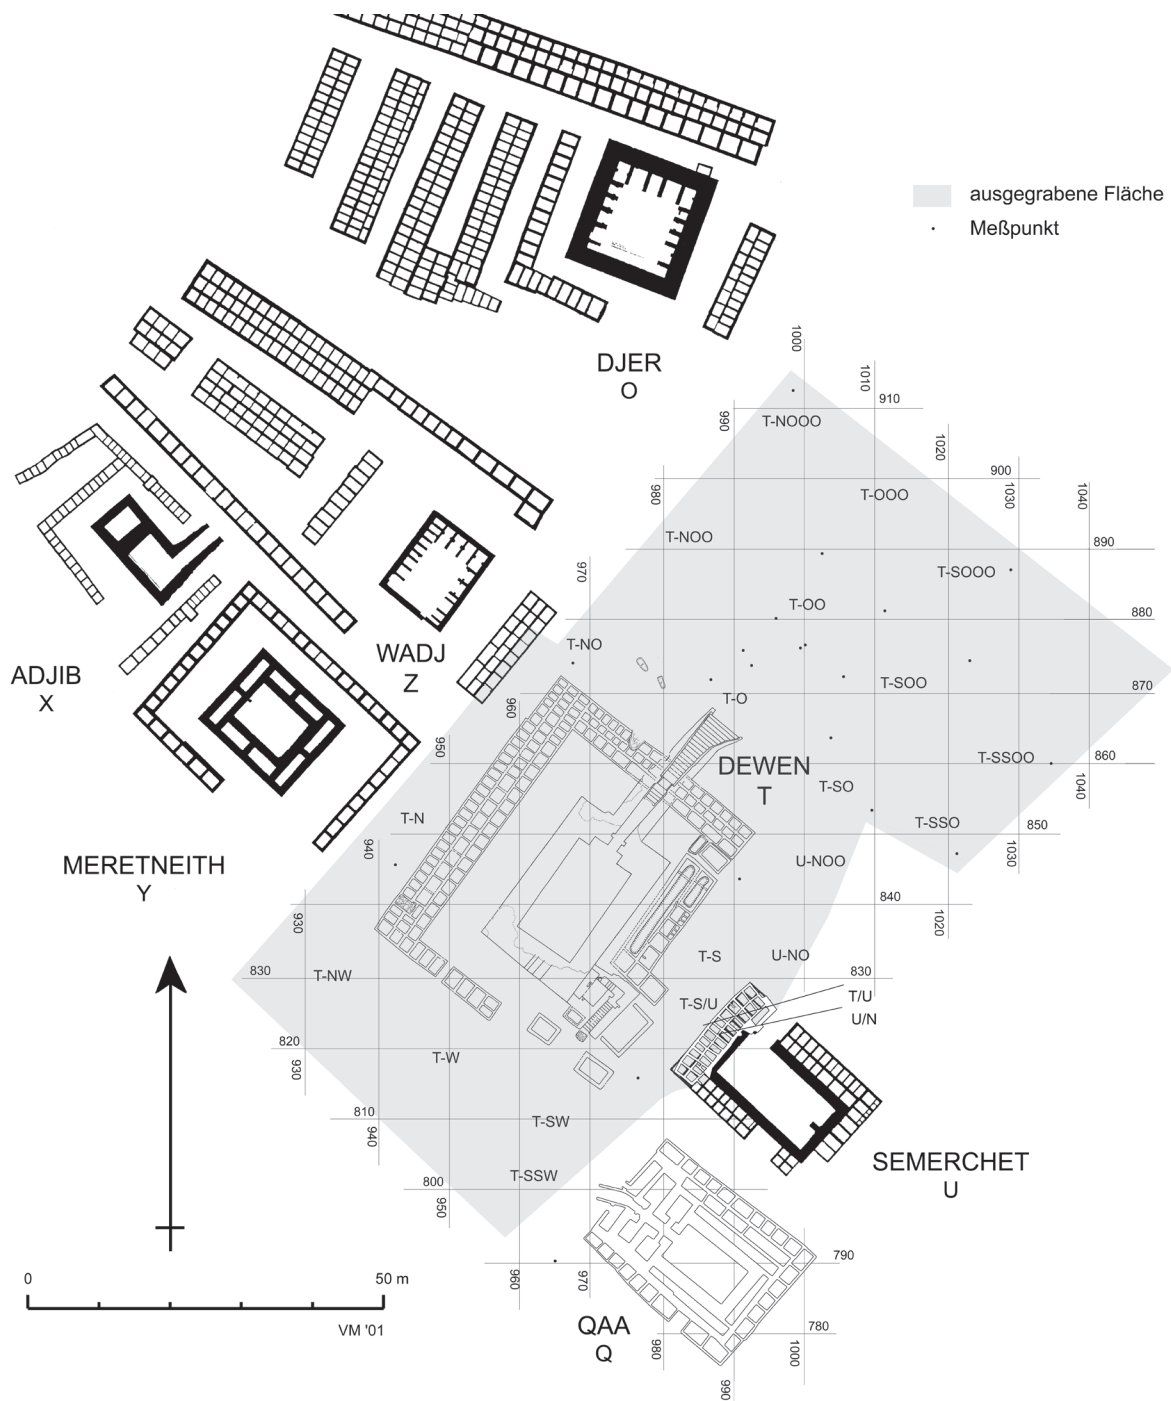 ausgegrabene Fläche
Meßpunkt
DJER
O
1000
1010
990
910
T-NOOO
1020
980
900
1030
1040
T-OOO
T-NOO
890
970
T-SOOO
T-OO
880
T-NO
WADJ
Z
ADJIB
X
T-SOO
870
960
T-O
950
DEWEN
T
T-SSOO
860
1040
T-SO
T-N
T-SSO
850
940
1030
MERETNEITH
Y
U-NOO
840
930
1020
T-S
U-NO
830
T-NW
830
T-S/U
T/U
U/N
820
930
T-W
810
940
T-SW
SEMERCHET
U
T-SSW
800
950
790
960
970
0
50 m
VM '01
QAA
Q
780
980
1000
990